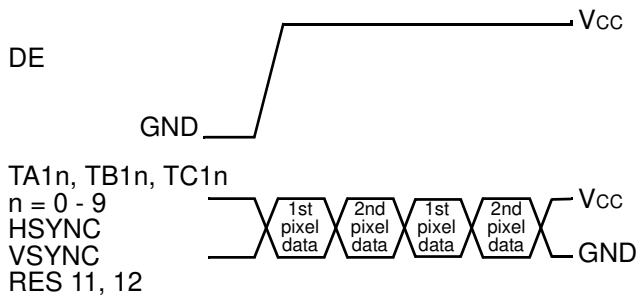 VCC
DE
GND
TA1n, TB1n, TC1n
n = 0 - 9
HSYNC
VSYNC
RES 11, 12
1st pixel data
2nd pixel data
1st pixel data
2nd pixel data
VCC
GND